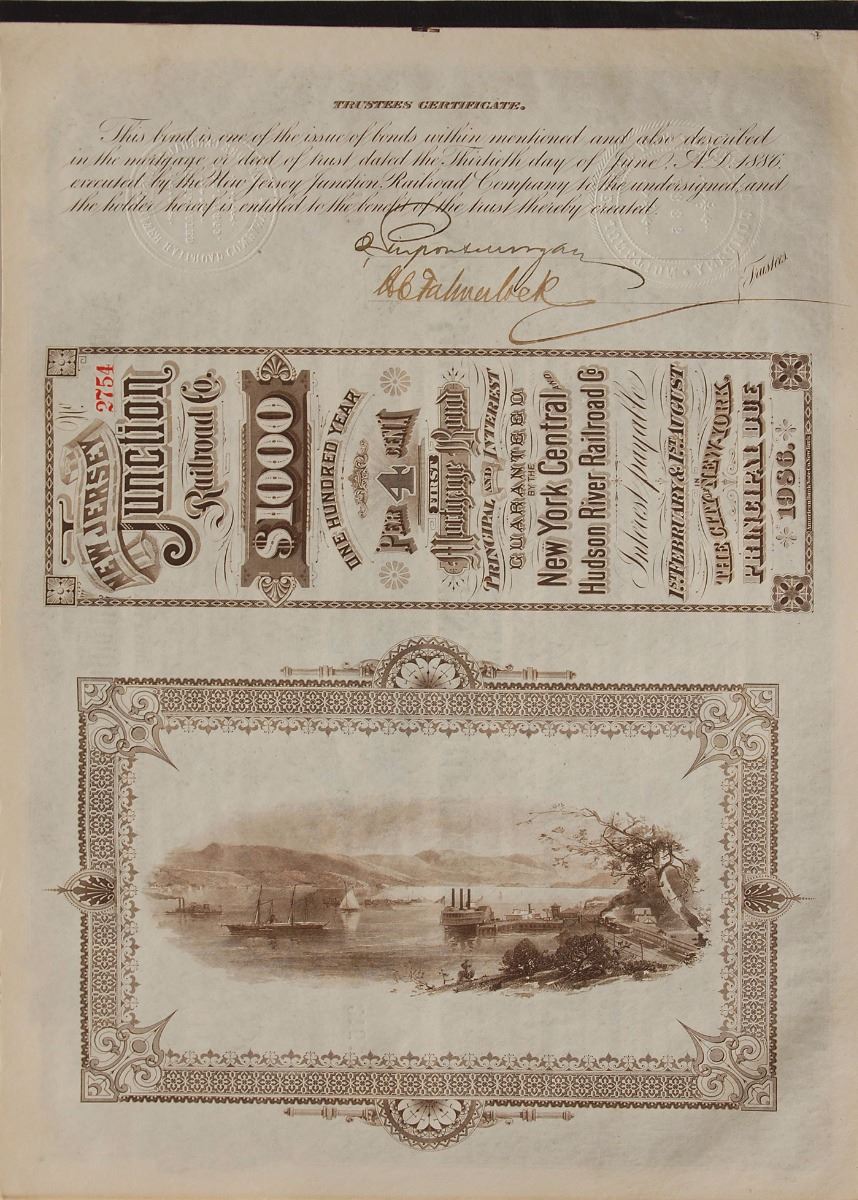 TRUSTEES CERTIFICATE.
This bond is one of the issue of bonds within mentioned and also described
in the mortgage or deed of trust dated the Thirtieth day of June A.D. 1886,
executed by the New Jersey Junction Railroad Company to the undersigned, and
the holder hereof is entitled to the benefit of the trust thereby created.
J. Pierpont Morgan
Trustees.
No. 2754
NEW JERSEY
Junction
Railroad Co.
$1000
ONE HUNDRED YEAR
PER 4 CENT
FIRST
Mortgage Bond
PRINCIPAL AND INTEREST
GUARANTEED
BY THE
New York Central AND
Hudson River Railroad Co
Interest payable
1ST FEBRUARY & 1ST AUGUST
IN
THE CITY OF NEW-YORK.
PRINCIPAL DUE
1986.